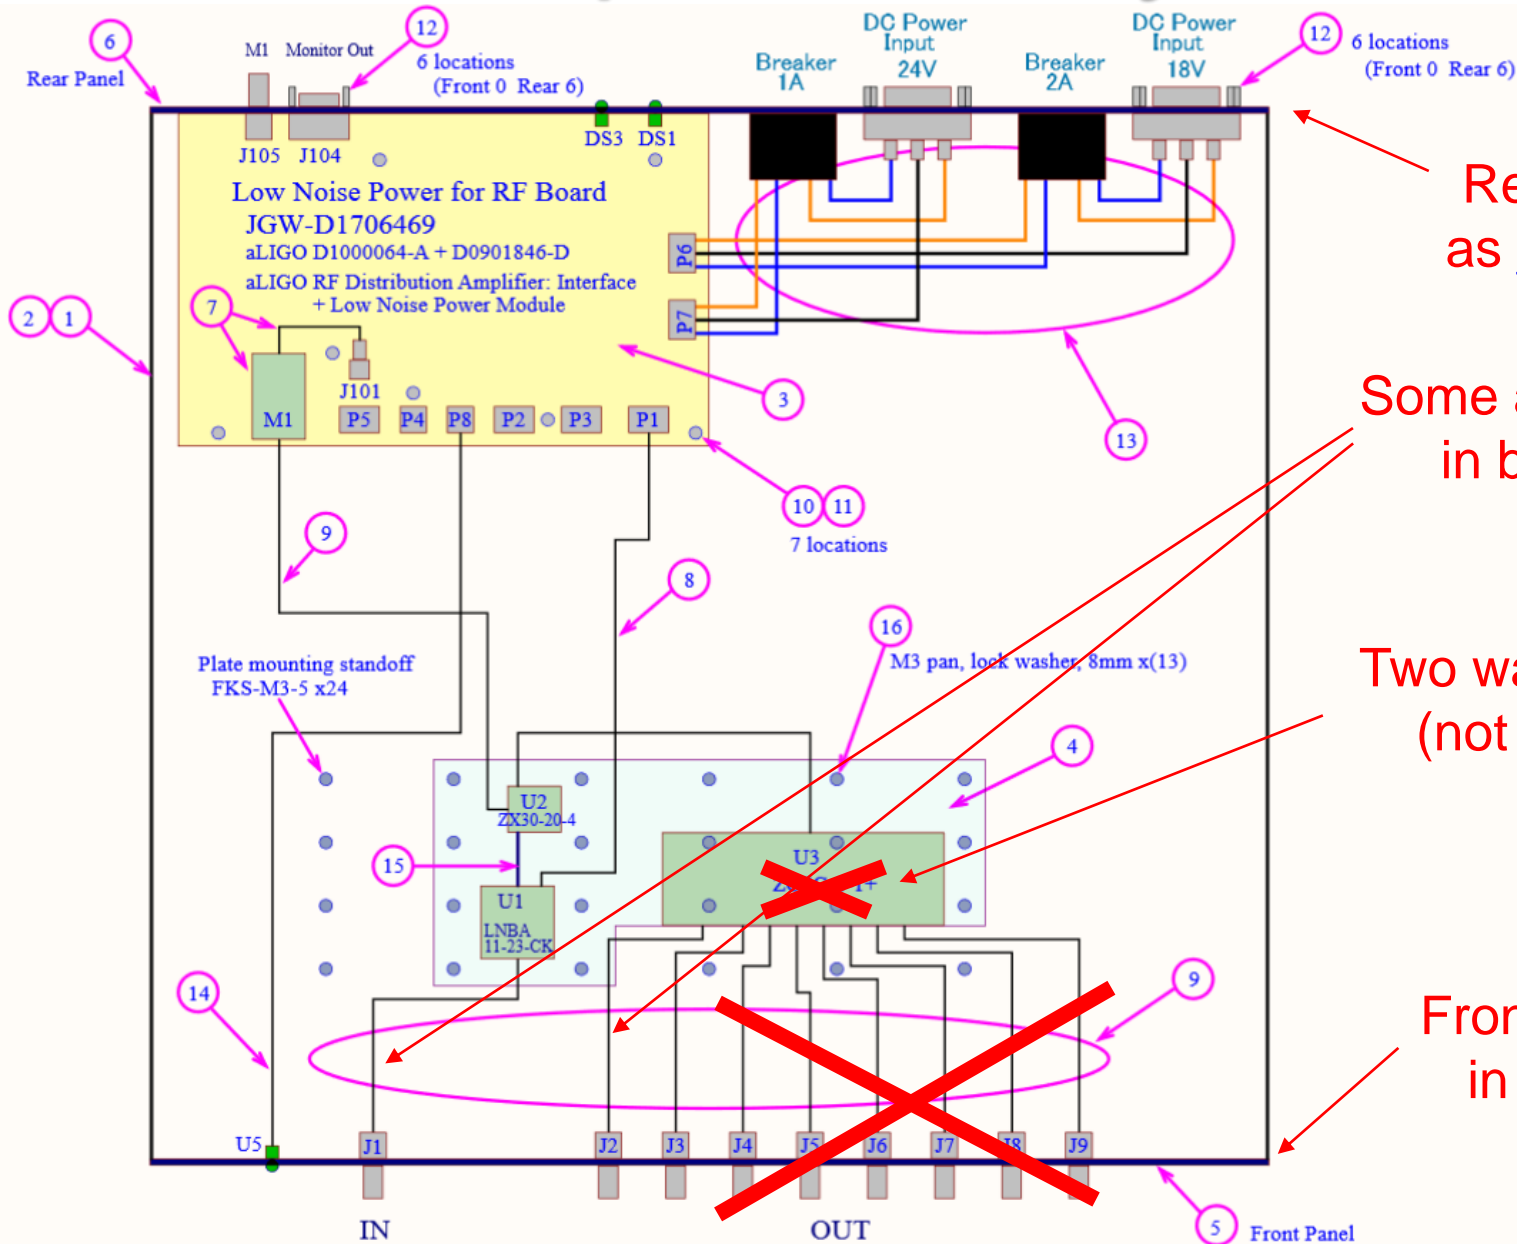 6
Rear Panel
M1
Monitor Out
12
6 locations
(Front 0 Rear 6)
Breaker
1A
DC Power
Input
24V
Breaker
2A
DC Power
Input
18V
12
6 locations
(Front 0 Rear 6)
J105
J104
DS3
DS1
Low Noise Power for RF Board
JGW-D1706469
aLIGO D1000064-A + D0901846-D
aLIGO RF Distribution Amplifier: Interface
+ Low Noise Power Module
P6
P7
2
1
7
J101
M1
P5
P4
P8
P2
P3
P1
3
13
as
Some
in
10
11
7 locations
9
8
16
M3 pan, lock washer, 8mm x(13)
Plate mounting standoff
FKS-M3-5 x24
Two
(not
4
U2
ZX30-20-4
15
U3
U1
LNBA
11-23-CK
14
9
in
U5
J1
J2
J3
J4
J5
J6
J7
J8
J9
IN
OUT
5
Front Panel